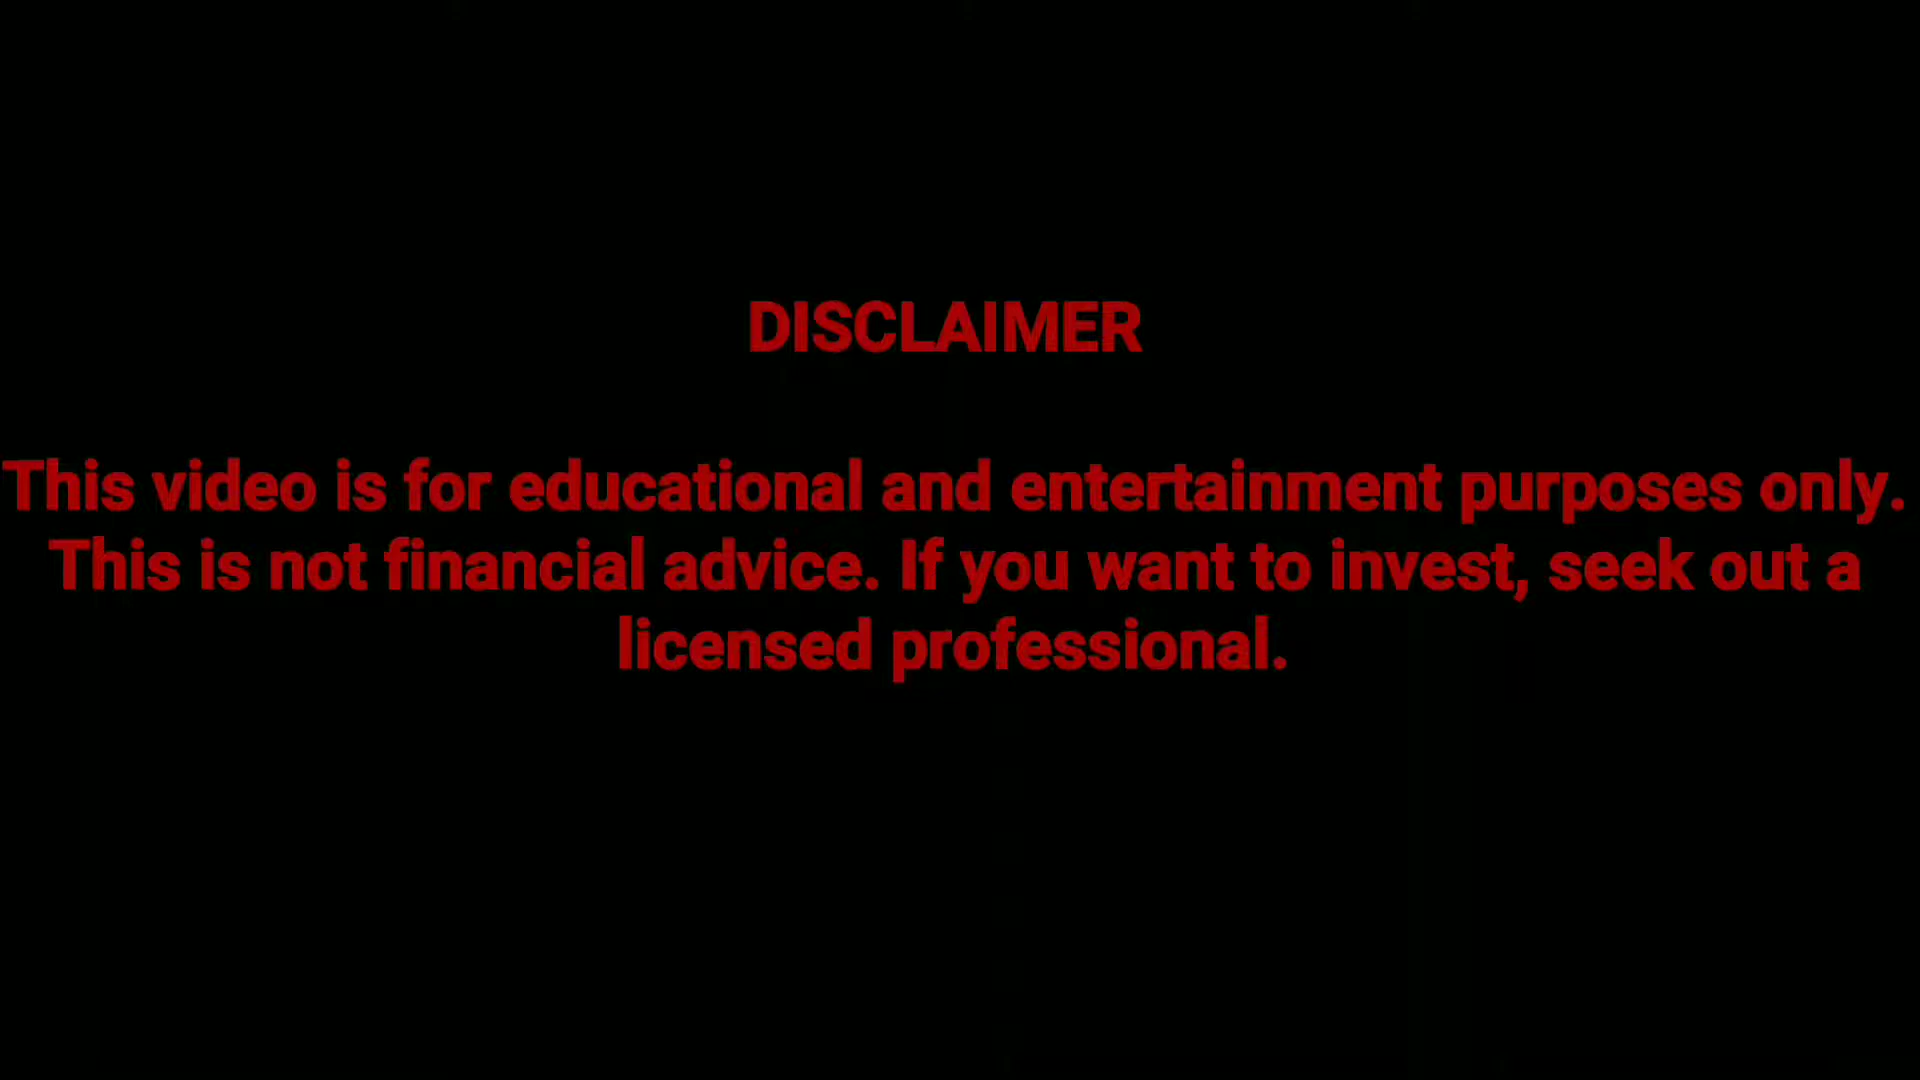 DISCLAIMER
This video is for educational and entertainment purposes only.
This is not financial advice. If you want to invest, seek out a
licensed professional.